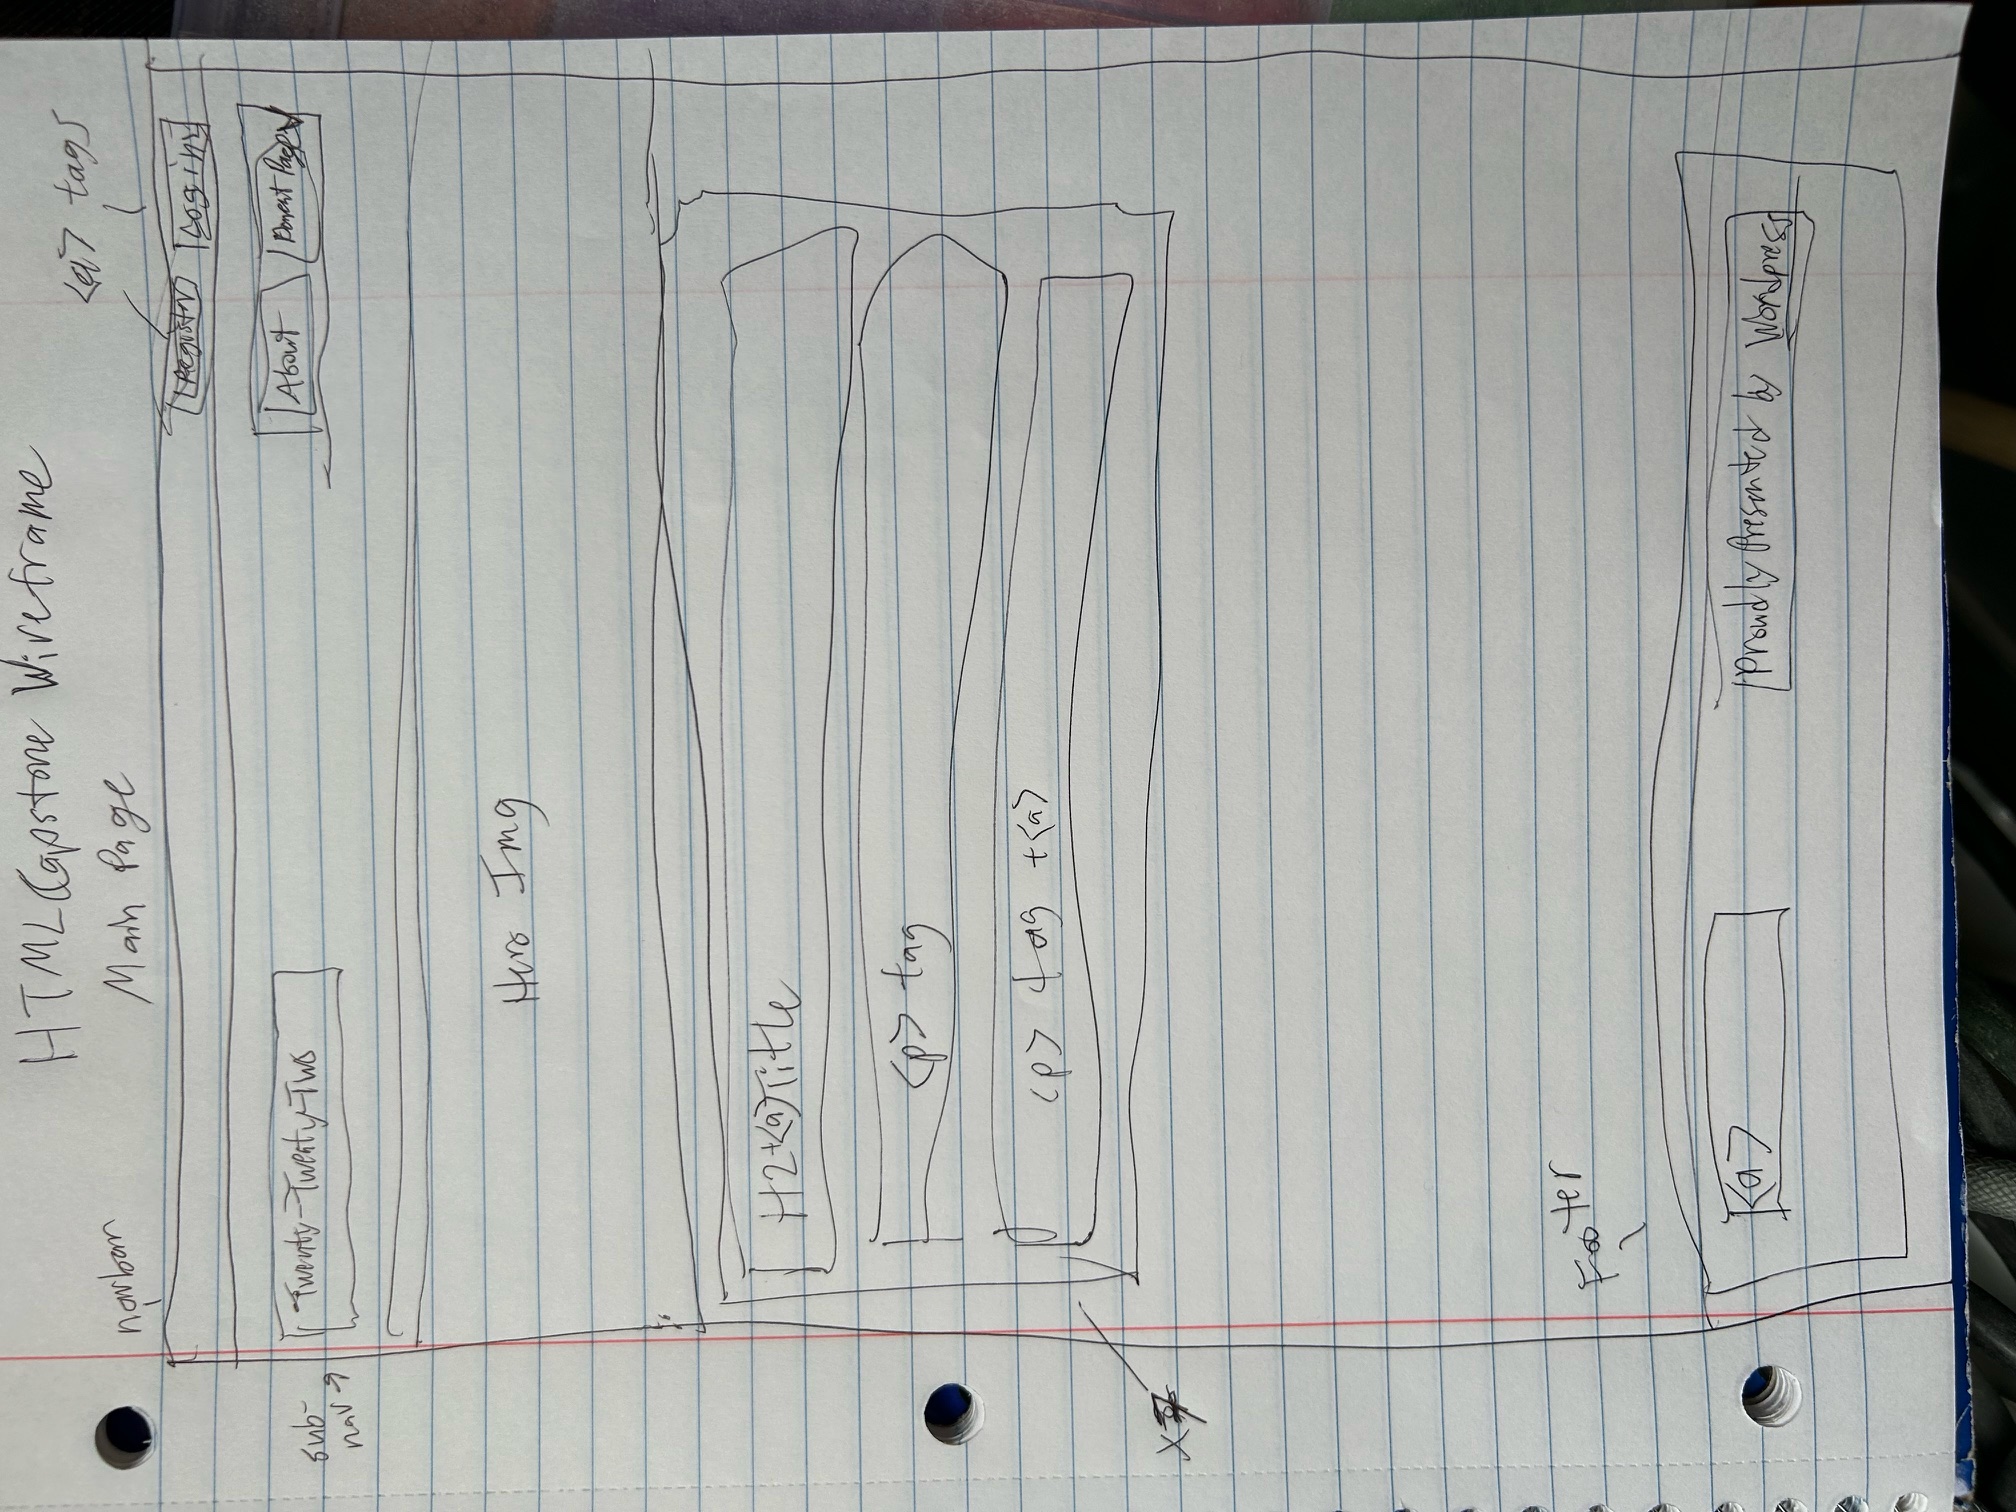 HTML Capstone Wireframe
<a> tags
navbar
Main Page
Register
Login
sub-
nav →
Twenty-Twenty-Two
About
Parent Page
Hero Img
H2+<a>Title
<p> tag
<p> tag +<a>
x7
Footer
<a>
Proudly Presented by Wordpress